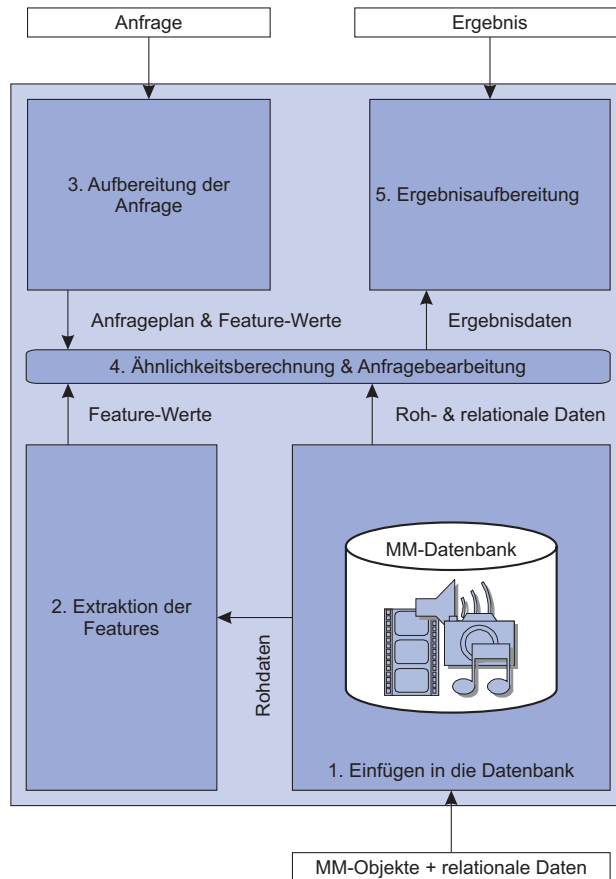 Anfrage
Ergebnis
3. Aufbereitung der
Anfrage
5. Ergebnisaufbereitung
Anfrageplan & Feature-Werte
Ergebnisdaten
4. Ähnlichkeitsberechnung & Anfragebearbeitung
Feature-Werte
Roh- & relationale Daten
MM-Datenbank
2. Extraktion der
Features
Rohdaten
1. Einfügen in die Datenbank
MM-Objekte + relationale Daten